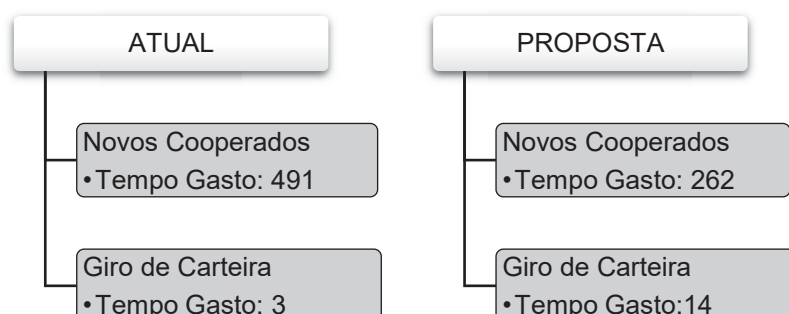 ATUAL
Novos Cooperados
•Tempo Gasto: 491
Giro de Carteira
•Tempo Gasto: 3
PROPOSTA
Novos Cooperados
•Tempo Gasto: 262
Giro de Carteira
•Tempo Gasto:14